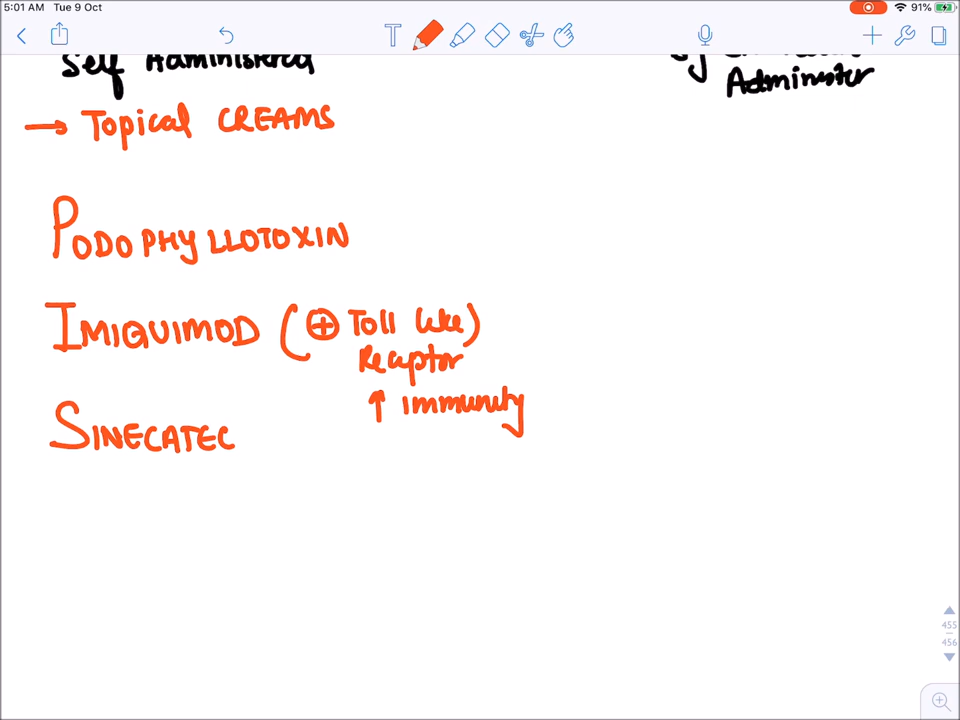 5:01 AM Tue 9 Oct
91%
T
Self Administered
by
Administer
→ Topical CREAMS
PODOPHYLLOTOXIN
IMIQUIMOD (⊕ Toll like)
Receptor
↑ immunity
SINECATEC
455
456